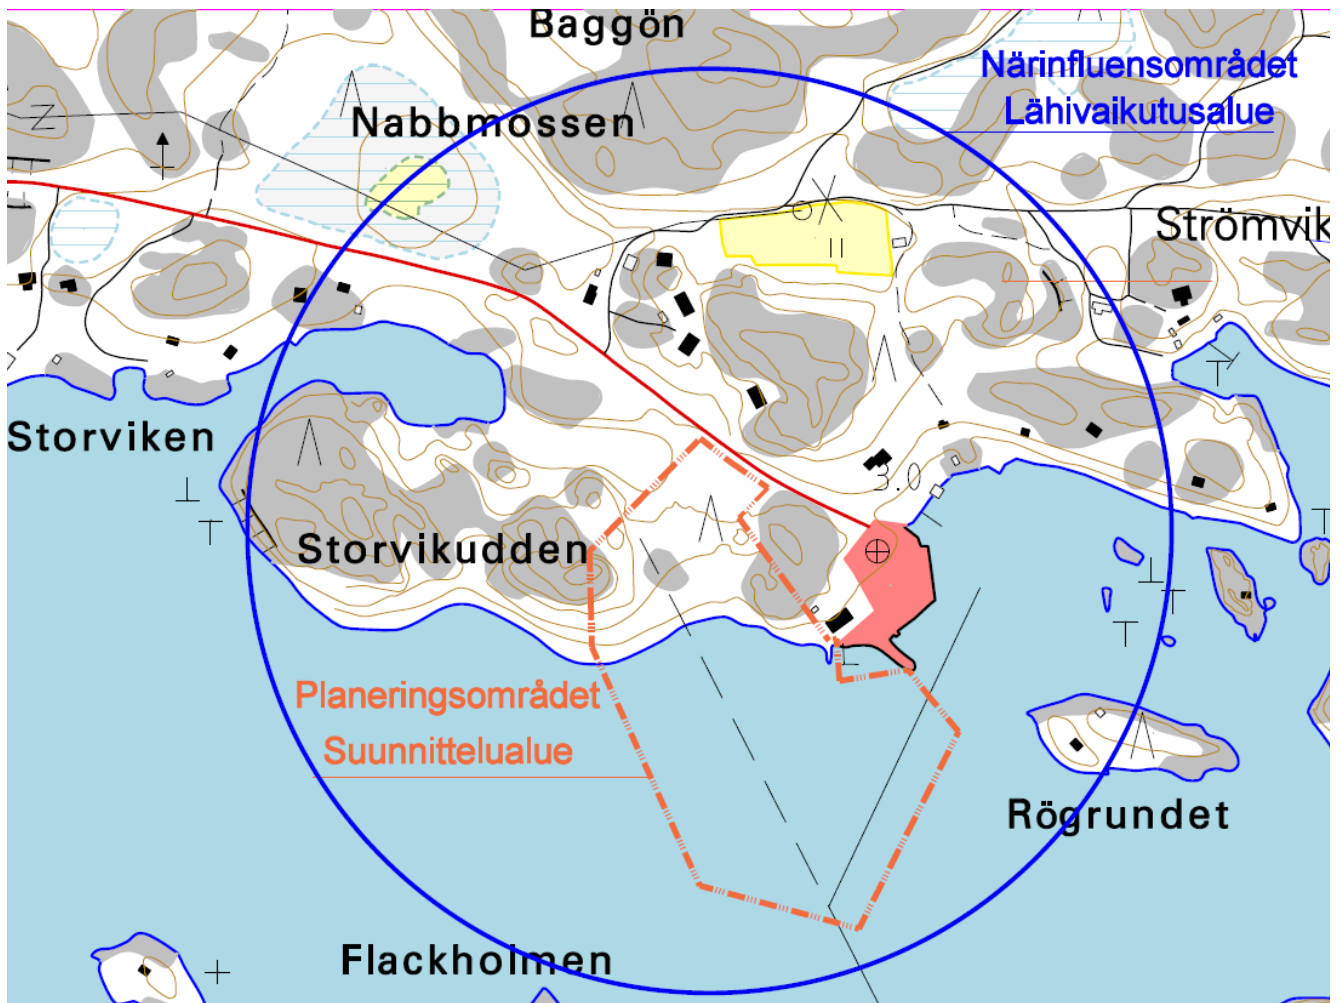 Baggön
Närinfluensområdet
Lähivaikutusalue
Nabbmossen
Strömvik
Storviken
3.0
Storvikudden
Planeringsområdet
Suunnittelualue
Rögrundet
Flackholmen